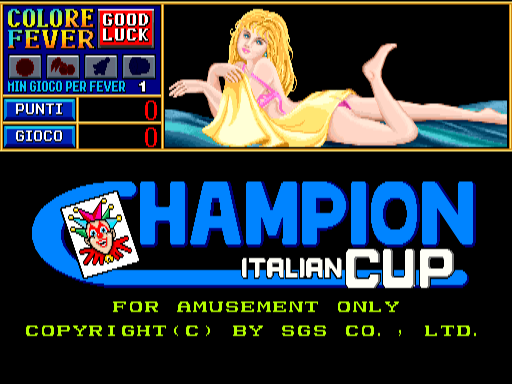 COLORE
FEVER
GOOD
LUCK
MIN GIOCO PER FEVER 1
PUNTI 0
GIOCO 0
CHAMPION
ITALIAN CUP
FOR AMUSEMENT ONLY
COPYRIGHT(C) BY SGS CO., LTD.